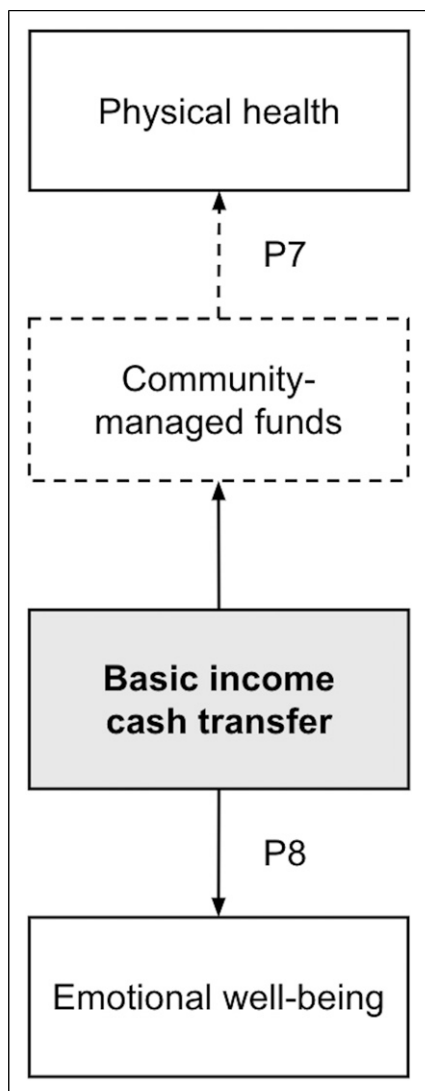 Physical health
P7
Community-
managed funds
Basic income
cash transfer
P8
Emotional well-being